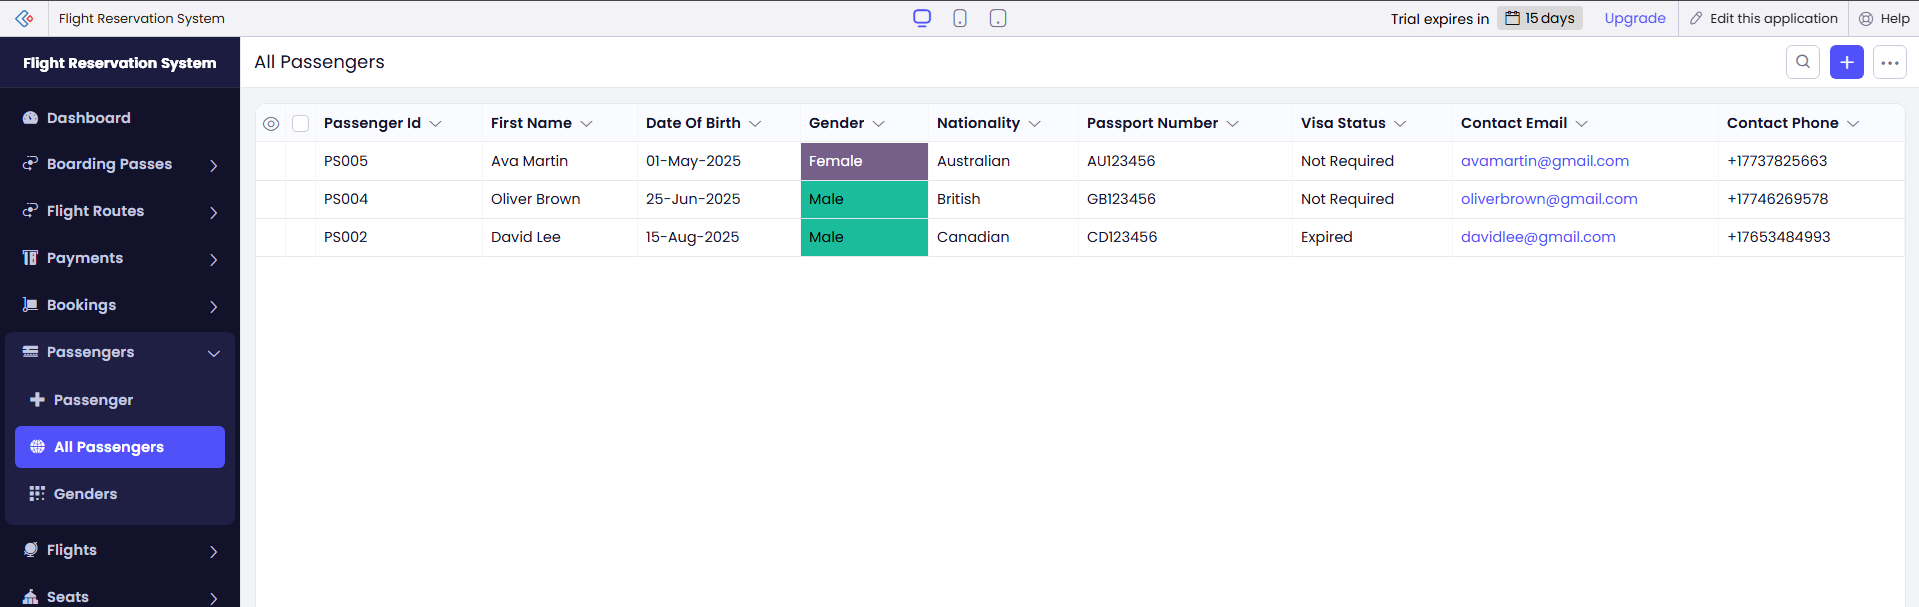 Flight Reservation System
Trial expires in 15 days Upgrade Edit this application Help
Flight Reservation System
All Passengers
Dashboard
Boarding Passes
Flight Routes
Payments
Bookings
Passengers
Passenger
All Passengers
Genders
Flights
Seats
Passenger Id First Name Date Of Birth Gender Nationality Passport Number Visa Status Contact Email Contact Phone
PS005 Ava Martin 01-May-2025 Female Australian AU123456 Not Required avamartin@gmail.com +17737825663
PS004 Oliver Brown 25-Jun-2025 Male British GB123456 Not Required oliverbrown@gmail.com +17746269578
PS002 David Lee 15-Aug-2025 Male Canadian CD123456 Expired davidlee@gmail.com +17653484993